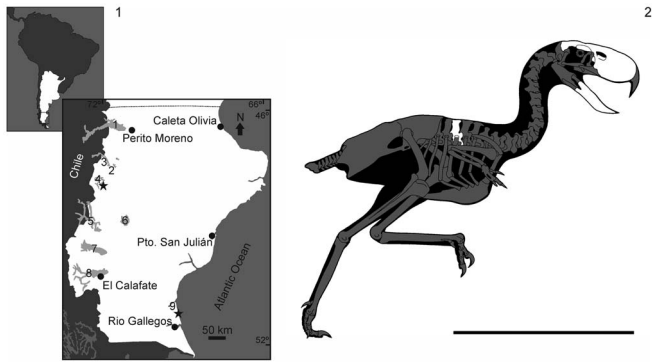 1
2
72°
66°
46°
N
Caleta Olivia
1
Perito Moreno
Chile
3
2
4
5
6
Pto. San Julián
7
8
El Calafate
Atlantic Ocean
9
Rio Gallegos
50 km
52°